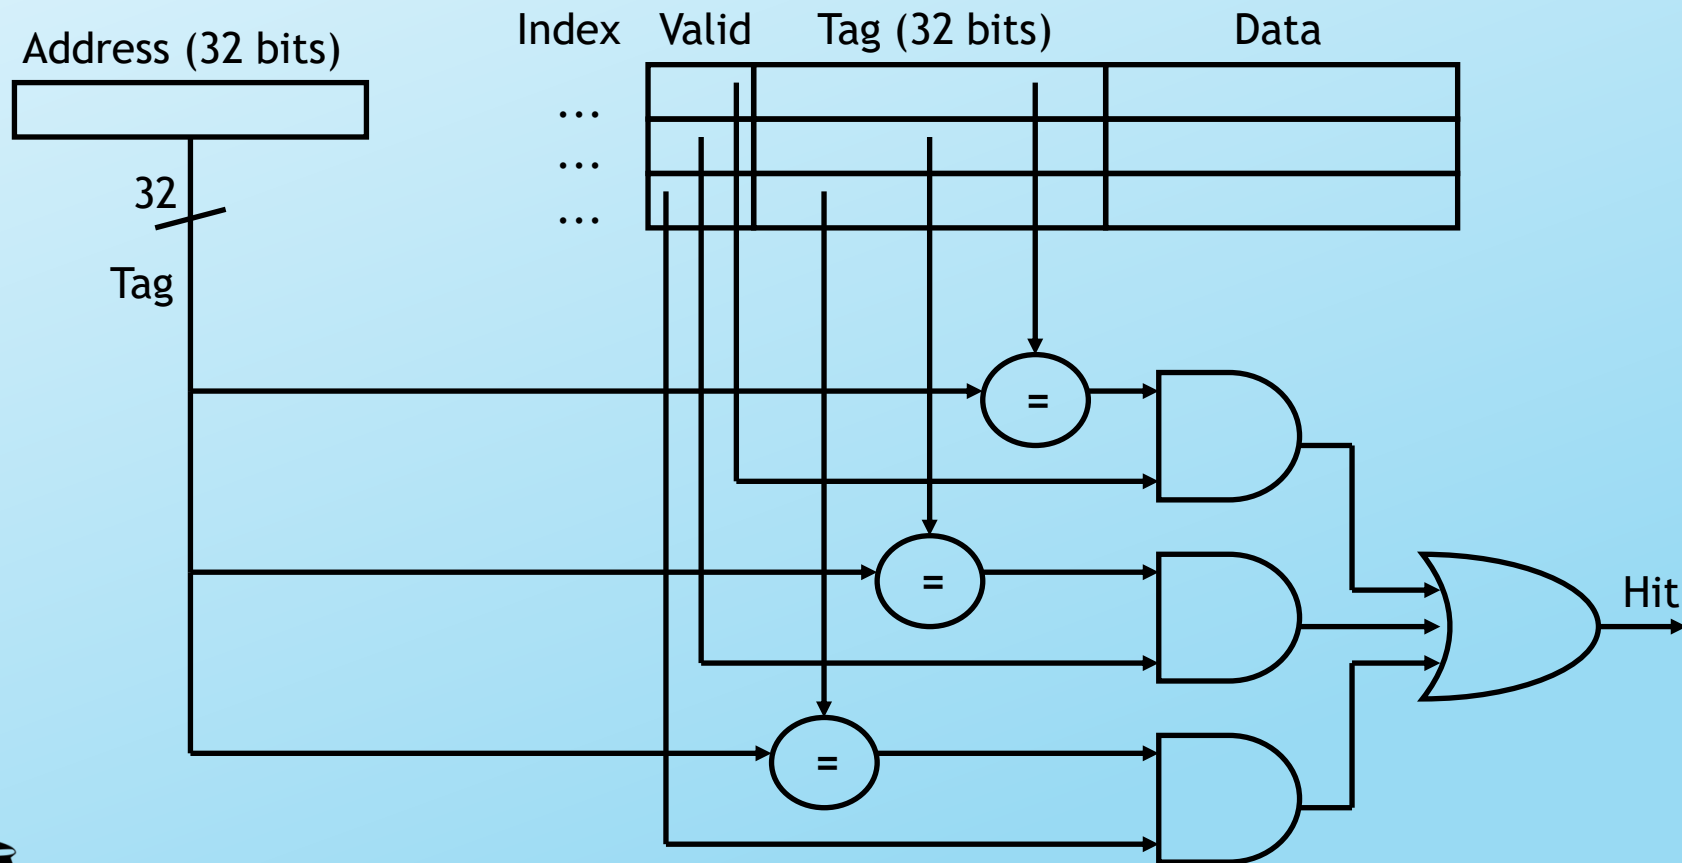 Address (32 bits)
Index Valid Tag (32 bits) Data
...
...
...
32
Tag
=
=
=
Hit